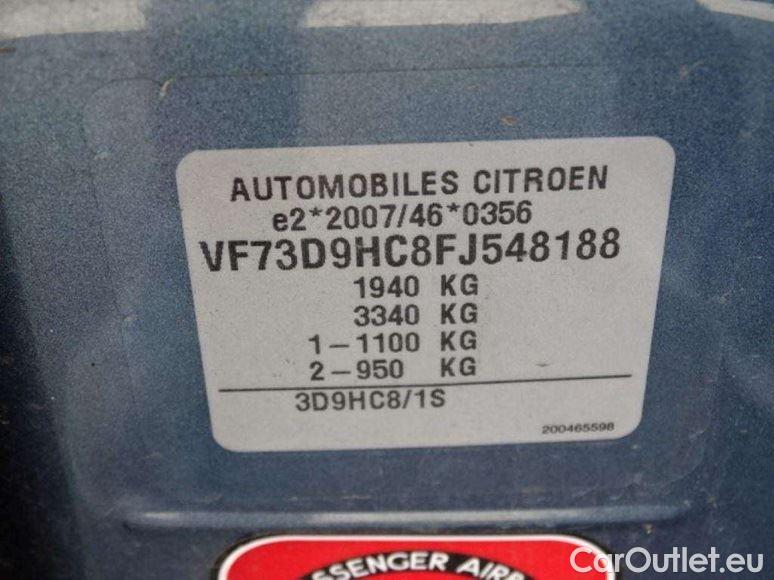 AUTOMOBILES CITROEN
e2*2007/46*0356
VF73D9HC8FJ548188
1940 KG
3340 KG
1-1100 KG
2-950 KG
3D9HC8/1S
200465598
CarOutlet.eu